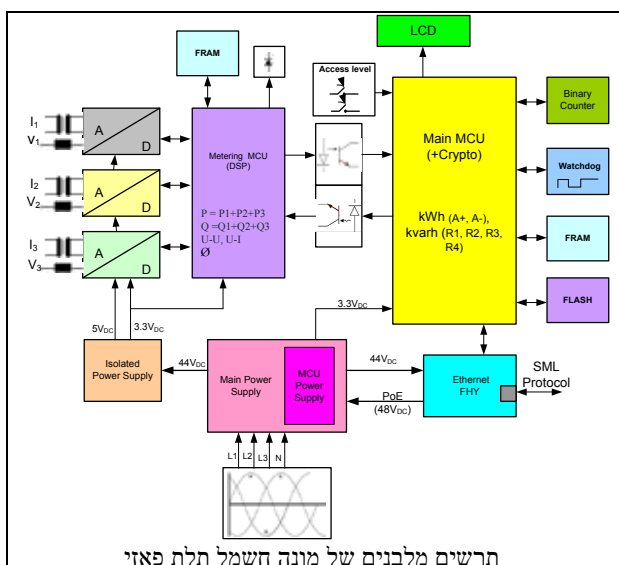 LCD
FRAM
Access level
I1
V1
A
D
I2
V2
A
D
I3
V3
A
D
Metering MCU
(DSP)
P = P1+P2+P3
Q =Q1+Q2+Q3
U-U, U-I
Ø
Main MCU
(+Crypto)
kWh (A+, A-),
kvarh (R1, R2, R3,
R4)
Binary
Counter
Watchdog
FRAM
FLASH
5VDC
3.3VDC
3.3VDC
Isolated
Power Supply
44VDC
Main Power
Supply
MCU
Power
Supply
44VDC
PoE
(48VDC)
Ethernet
FHY
SML
Protocol
L1
L2
L3
N
תרשים מלבנים של מונה חשמל תלת פאזי